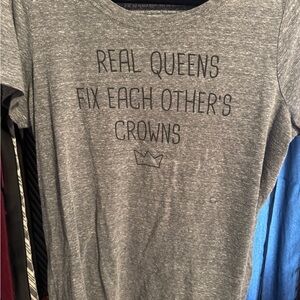 REAL QUEENS
FIX EACH OTHER'S
CROWNS